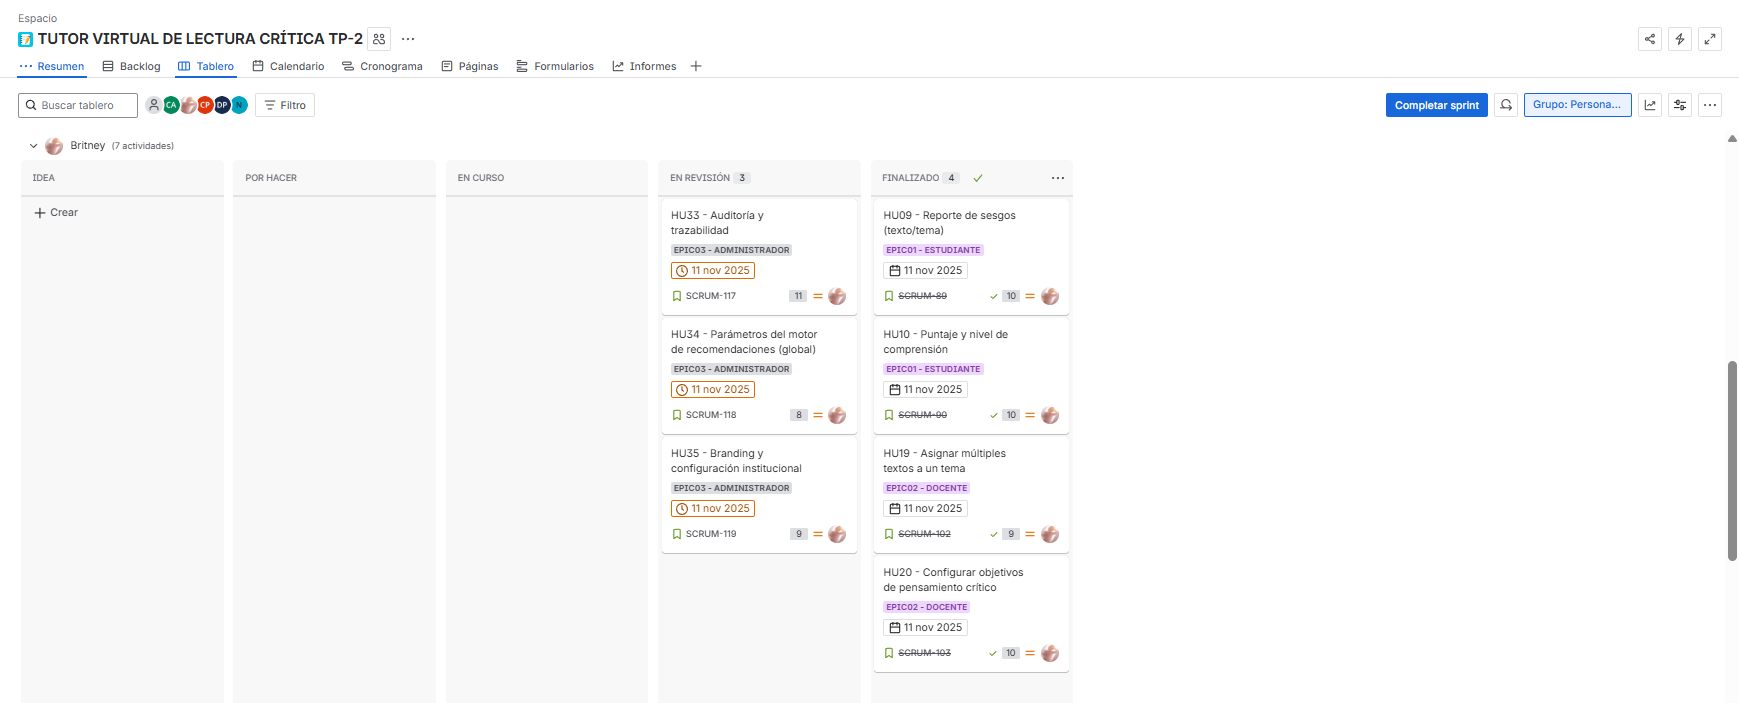 Espacio
TUTOR VIRTUAL DE LECTURA CRÍTICA TP-2
Resumen
Backlog
Tablero
Calendario
Cronograma
Páginas
Formularios
Informes
Buscar tablero
CA
CP
DP
N
Filtro
Completar sprint
Grupo: Persona...
Britney (7 actividades)
IDEA
Crear
POR HACER
EN CURSO
EN REVISIÓN 3
HU33 - Auditoría y
trazabilidad
EPIC03 - ADMINISTRADOR
11 nov 2025
SCRUM-117 11
HU34 - Parámetros del motor
de recomendaciones (global)
EPIC03 - ADMINISTRADOR
11 nov 2025
SCRUM-118 8
HU35 - Branding y
configuración institucional
EPIC03 - ADMINISTRADOR
11 nov 2025
SCRUM-119 9
FINALIZADO 4
HU09 - Reporte de sesgos
(texto/tema)
EPIC01 - ESTUDIANTE
11 nov 2025
SCRUM-89 10
HU10 - Puntaje y nivel de
comprensión
EPIC01 - ESTUDIANTE
11 nov 2025
SCRUM-90 10
HU19 - Asignar múltiples
textos a un tema
EPIC02 - DOCENTE
11 nov 2025
SCRUM-102 9
HU20 - Configurar objetivos
de pensamiento crítico
EPIC02 - DOCENTE
11 nov 2025
SCRUM-103 10